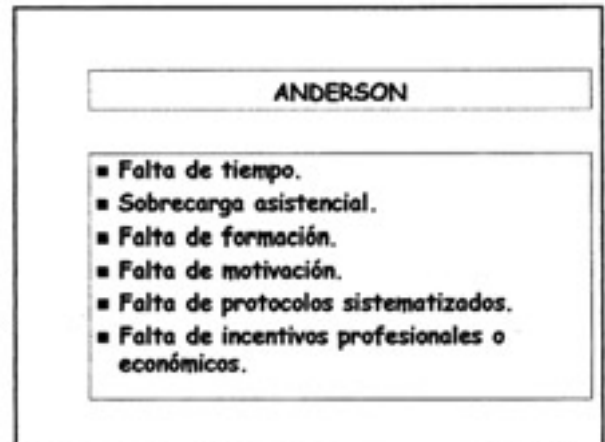 ANDERSON
▪ Falta de tiempo.
▪ Sobrecarga asistencial.
▪ Falta de formación.
▪ Falta de motivación.
▪ Falta de protocolos sistematizados.
▪ Falta de incentivos profesionales o
económicos.